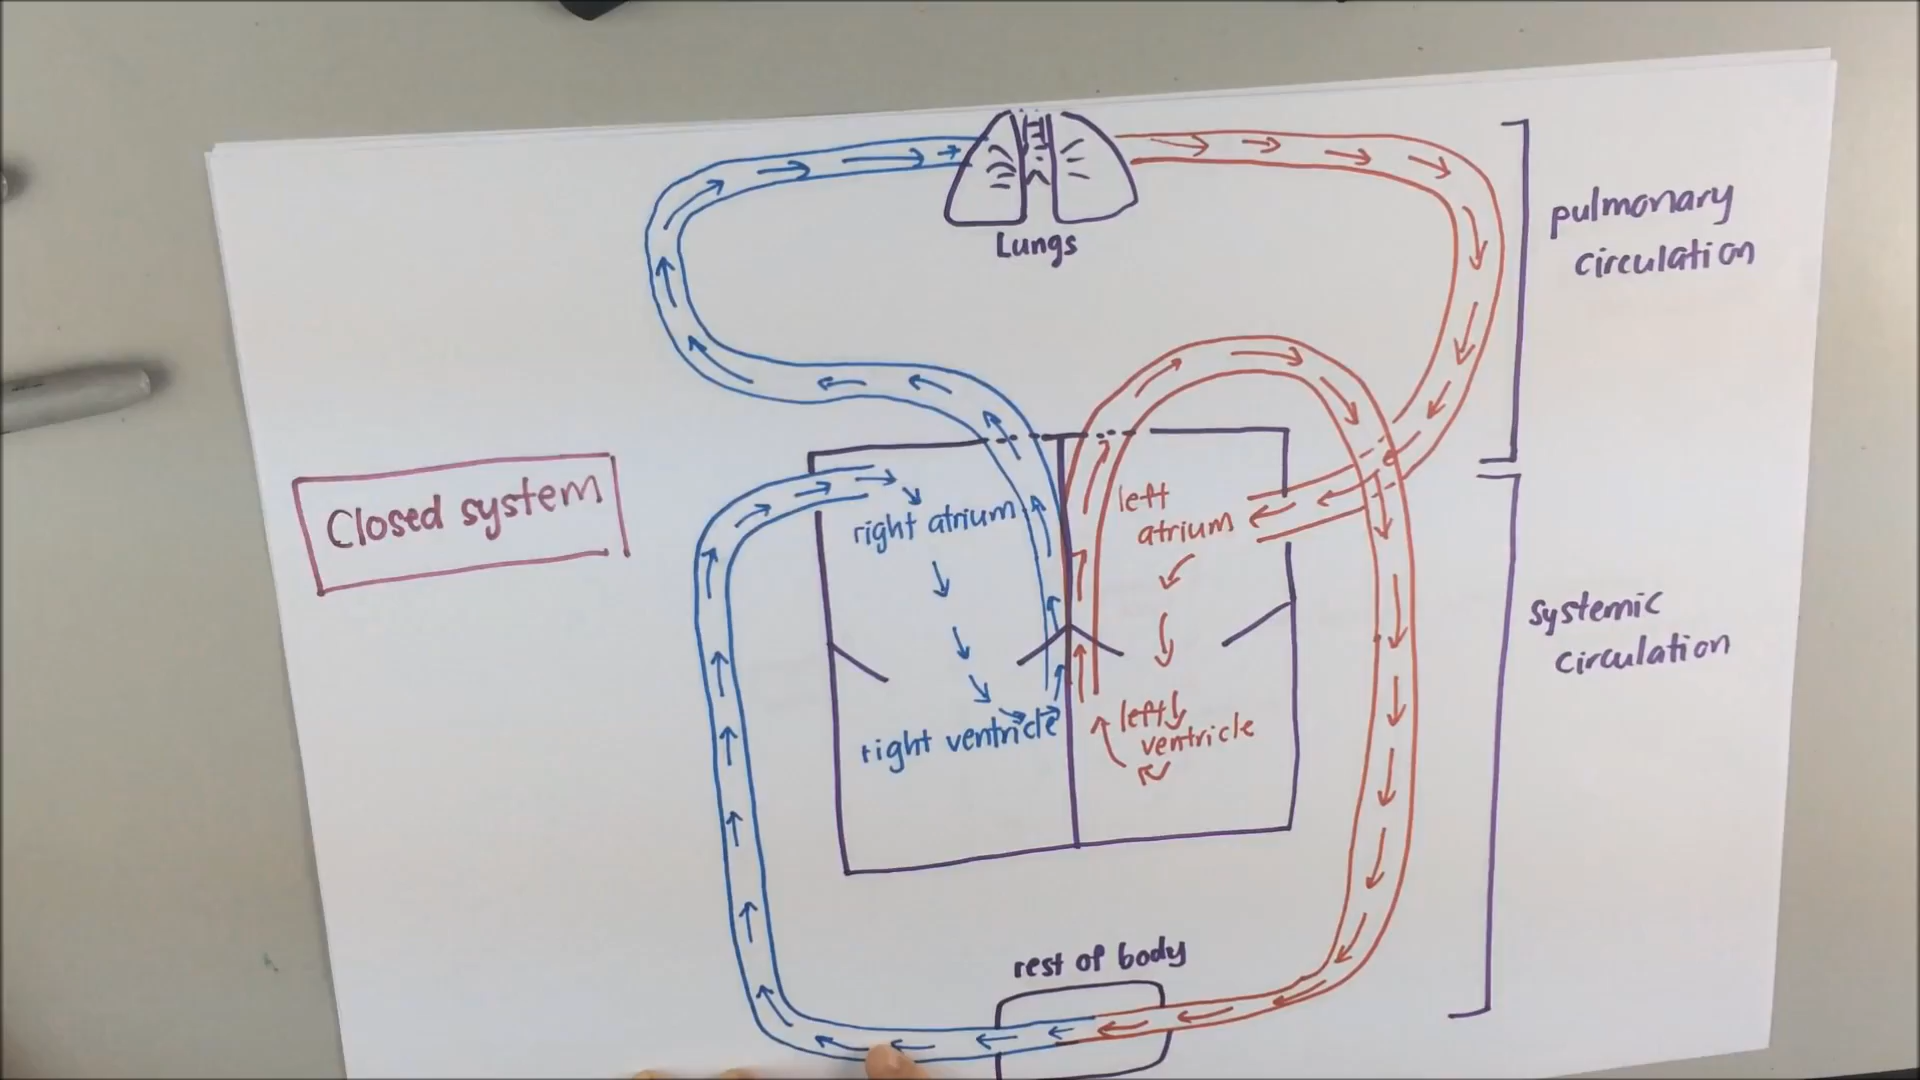 Lungs
pulmonary
circulation
Closed system
right atrium
left
atrium
systemic
circulation
right ventricle
left
ventricle
rest of body